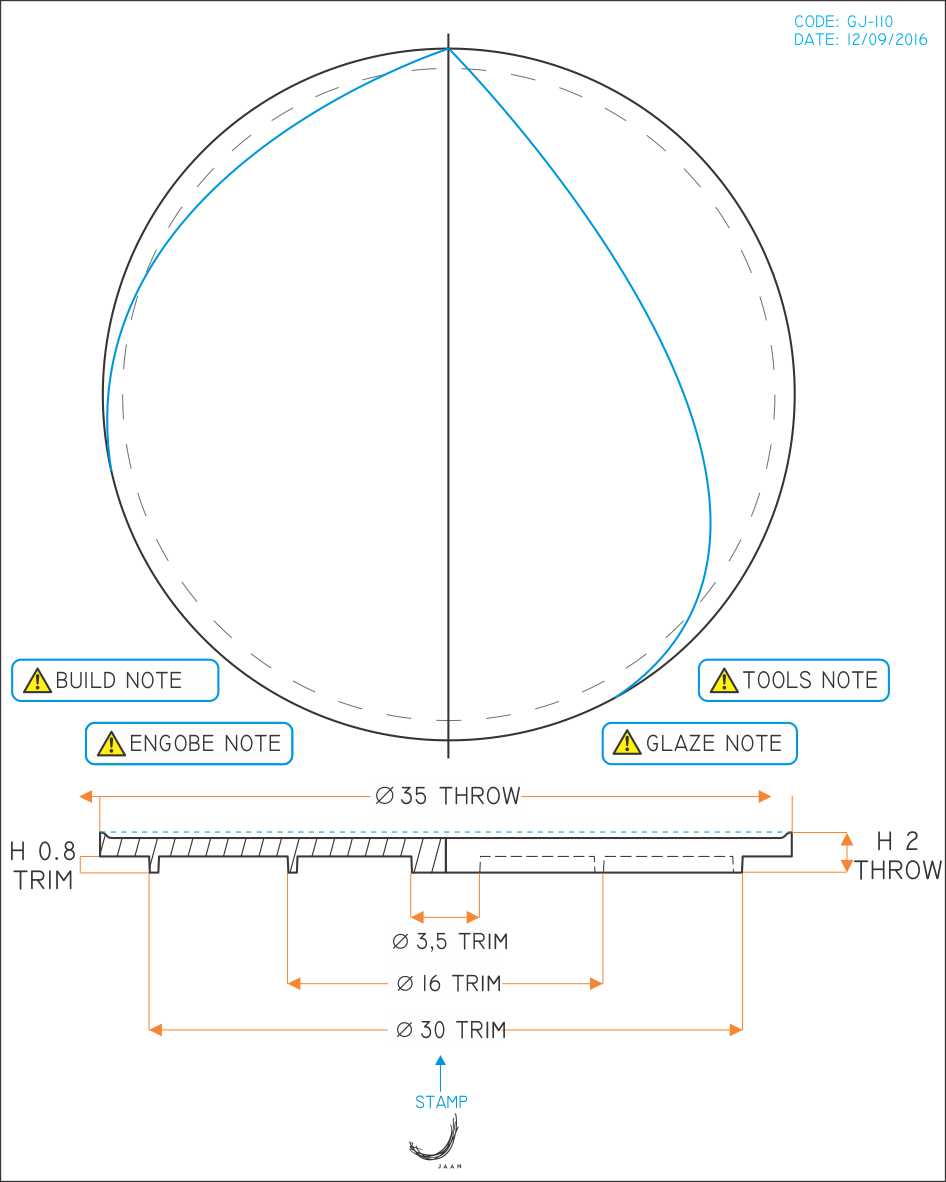 CODE: GJ-110
DATE: 12/09/2016
BUILD NOTE
TOOLS NOTE
ENGOBE NOTE
GLAZE NOTE
Ø 35 THROW
H 0.8
TRIM
H 2
THROW
Ø 3,5 TRIM
Ø 16 TRIM
Ø 30 TRIM
STAMP
JAAN